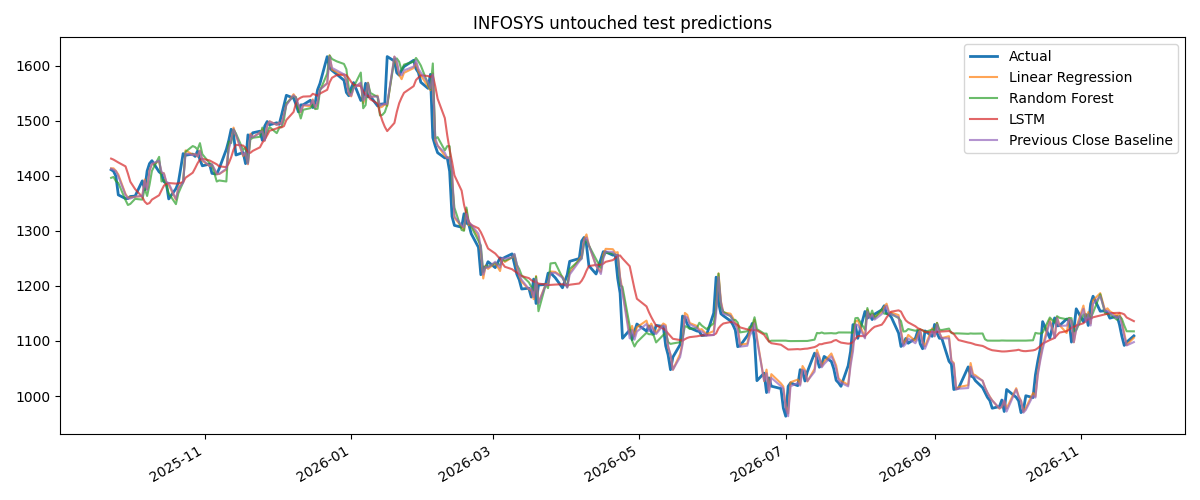 INFOSYS untouched test predictions
1600
1500
1400
1300
1200
1100
1000
Actual
Linear Regression
Random Forest
LSTM
Previous Close Baseline
2025-11
2026-01
2026-03
2026-05
2026-07
2026-09
2026-11